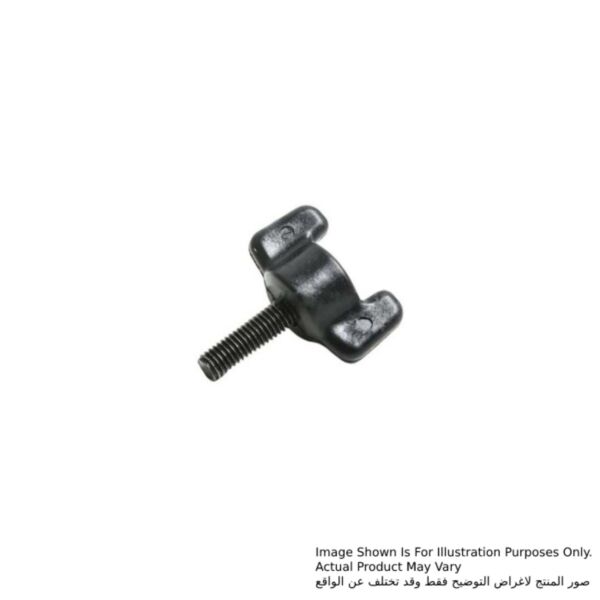 Image Shown Is For Illustration Purposes Only.
Actual Product May Vary
صور المنتج لاغراض التوضيح فقط وقد تختلف عن الواقع